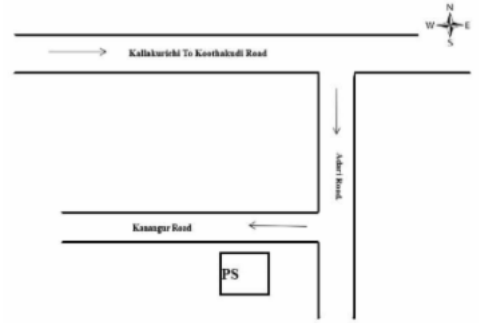 N
W E
S
Kallakurichi To Koothakudi Road
Adari Road.
Kanangur Road
PS